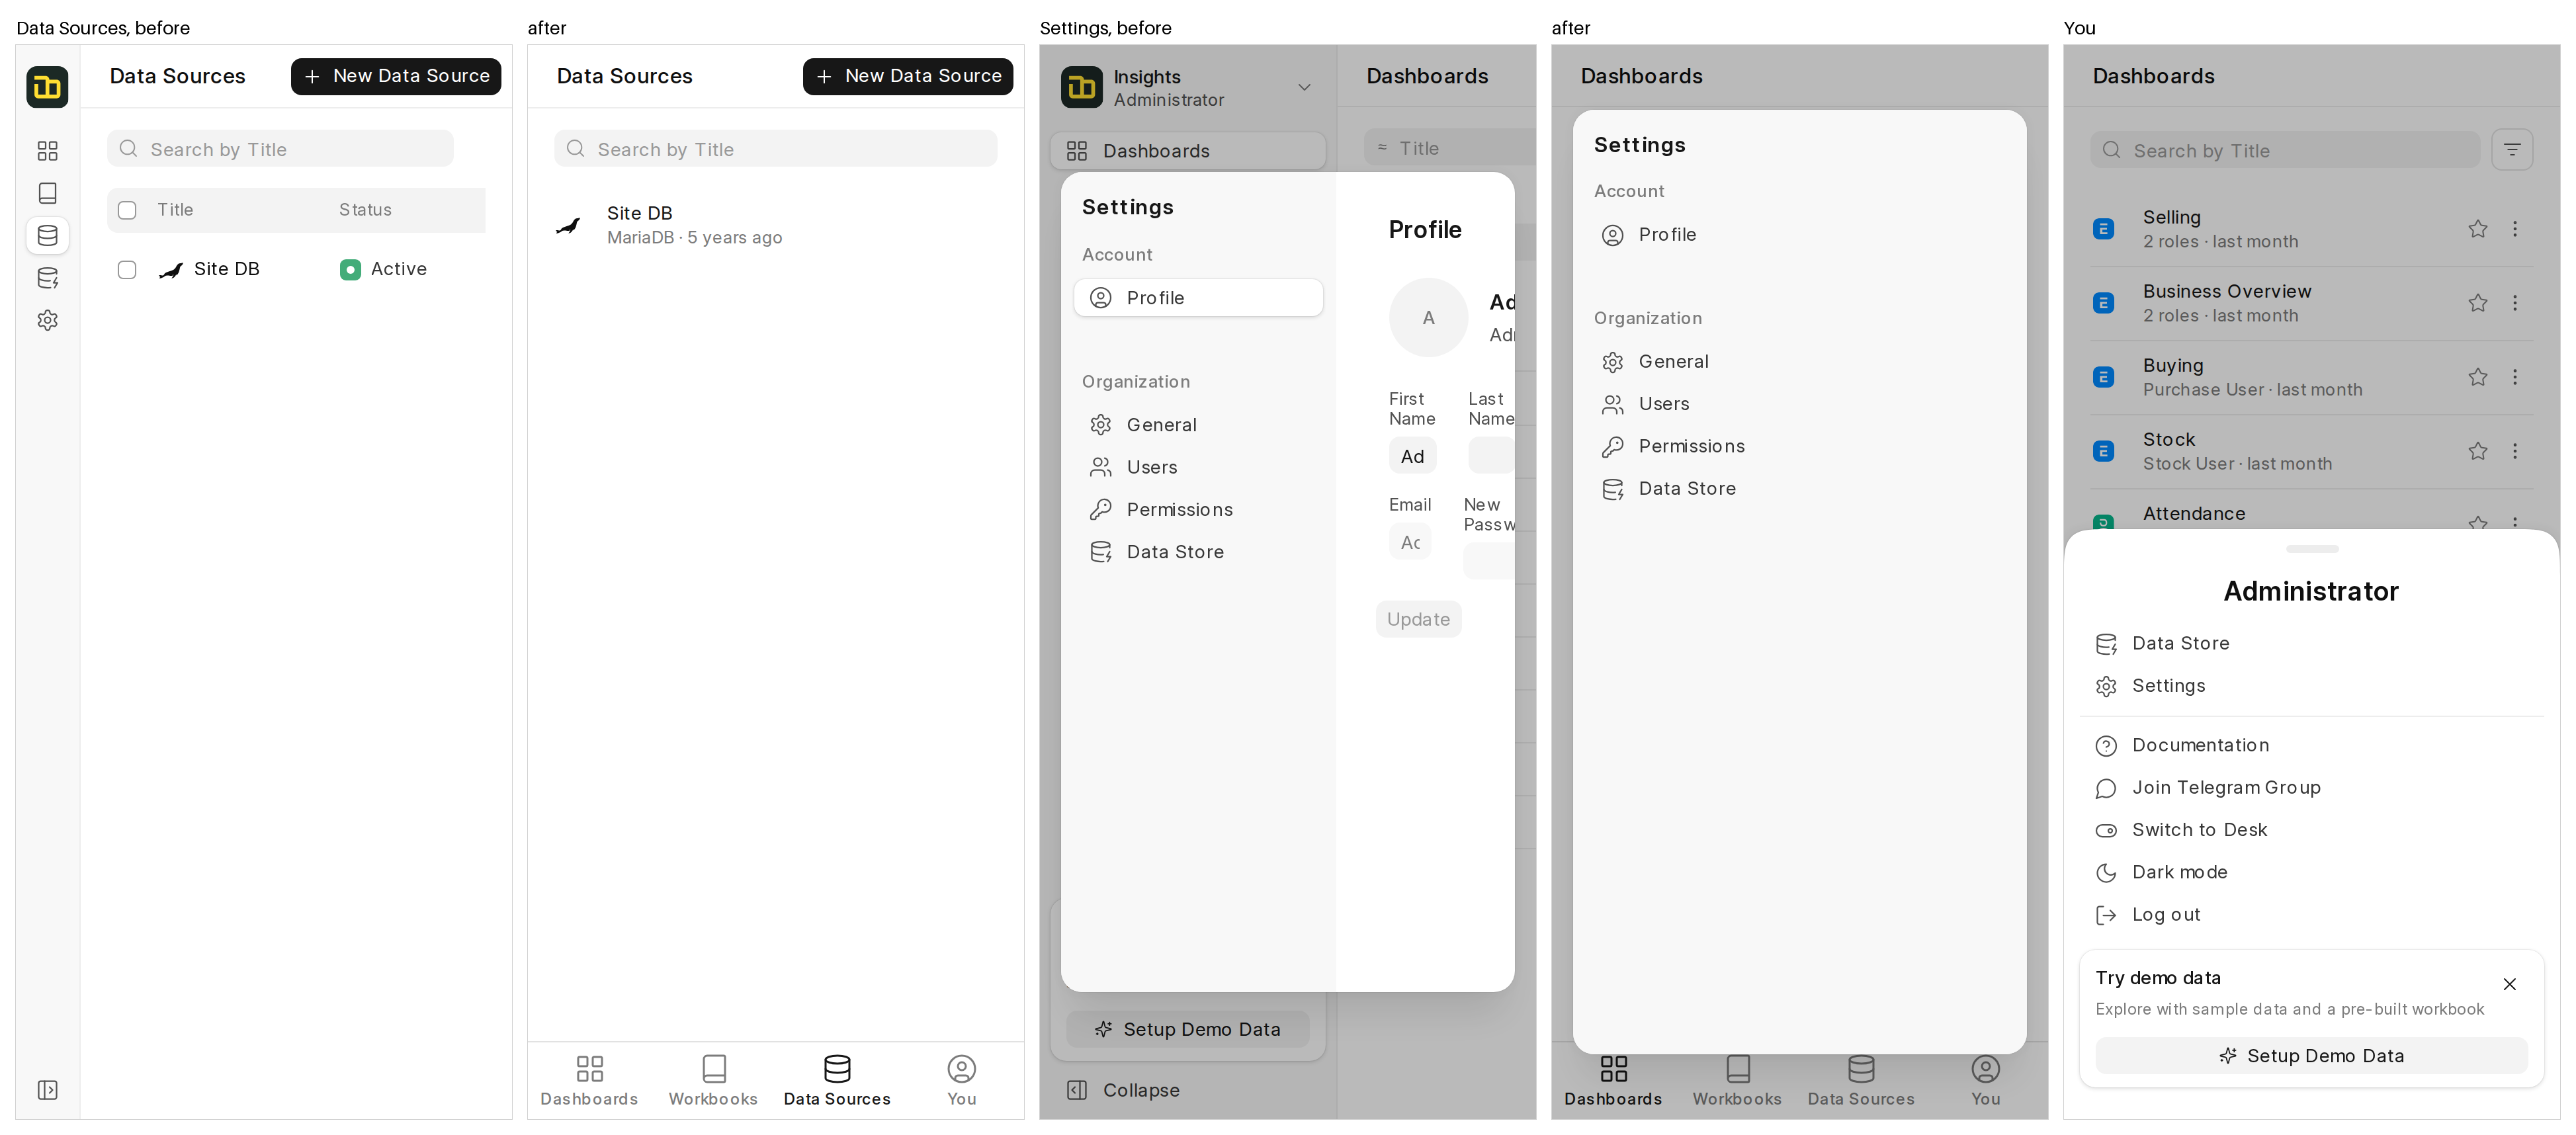 Data Sources, before
Data Sources
New Data Source
Search by Title
Title
Status
Site DB
Active
after
Data Sources
New Data Source
Search by Title
Site DB
MariaDB · 5 years ago
Dashboards
Workbooks
Data Sources
You
Settings, before
Insights
Administrator
Dashboards
Dashboards
≈ Title
Settings
Account
Profile
Organization
General
Users
Permissions
Data Store
Profile
A
Ad
Adı
First
Name
Last
Name
Ad
Email
New
Passw
Ac
Update
Setup Demo Data
Collapse
after
Dashboards
Settings
Account
Profile
Organization
General
Users
Permissions
Data Store
Dashboards
Workbooks
Data Sources
You
You
Dashboards
Search by Title
Selling
2 roles · last month
Business Overview
2 roles · last month
Buying
Purchase User · last month
Stock
Stock User · last month
Attendance
Administrator
Data Store
Settings
Documentation
Join Telegram Group
Switch to Desk
Dark mode
Log out
Try demo data
Explore with sample data and a pre-built workbook
Setup Demo Data